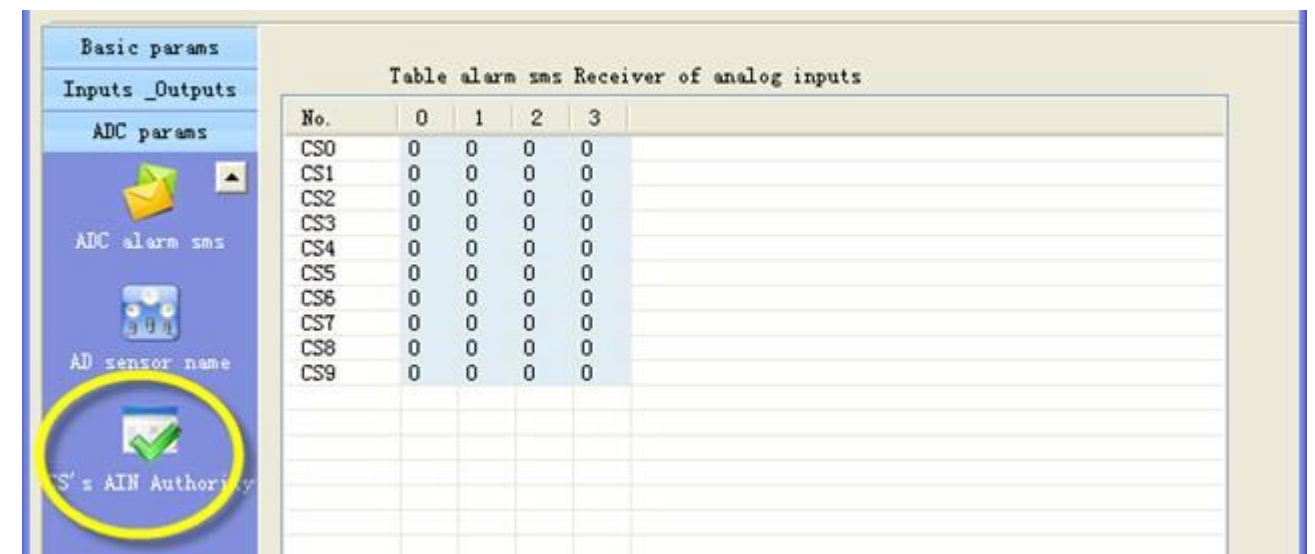 Basic params
Inputs _Outputs
ADC params
ADC alarm sms
AD sensor name
CS's AIN Authority
Table alarm sms Receiver of analog inputs
No. 0 1 2 3
CS0 0 0 0 0
CS1 0 0 0 0
CS2 0 0 0 0
CS3 0 0 0 0
CS4 0 0 0 0
CS5 0 0 0 0
CS6 0 0 0 0
CS7 0 0 0 0
CS8 0 0 0 0
CS9 0 0 0 0